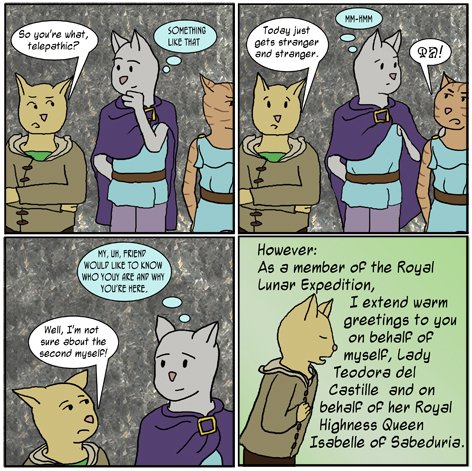 So you're what,
telepathic?
SOMETHING
LIKE THAT
Today just
gets stranger
and stranger.
MM-HMM
MY, UH, FRIEND
WOULD LIKE TO KNOW
WHO YOUY ARE AND WHY
YOU'RE HERE.
Well, I'm not
sure about the
second myself!
However:
As a member of the Royal
Lunar Expedition,
I extend warm
greetings to you
on behalf of
myself, Lady
Teodora del
Castille and on
behalf of her Royal
Highness Queen
Isabelle of Sabeduria.